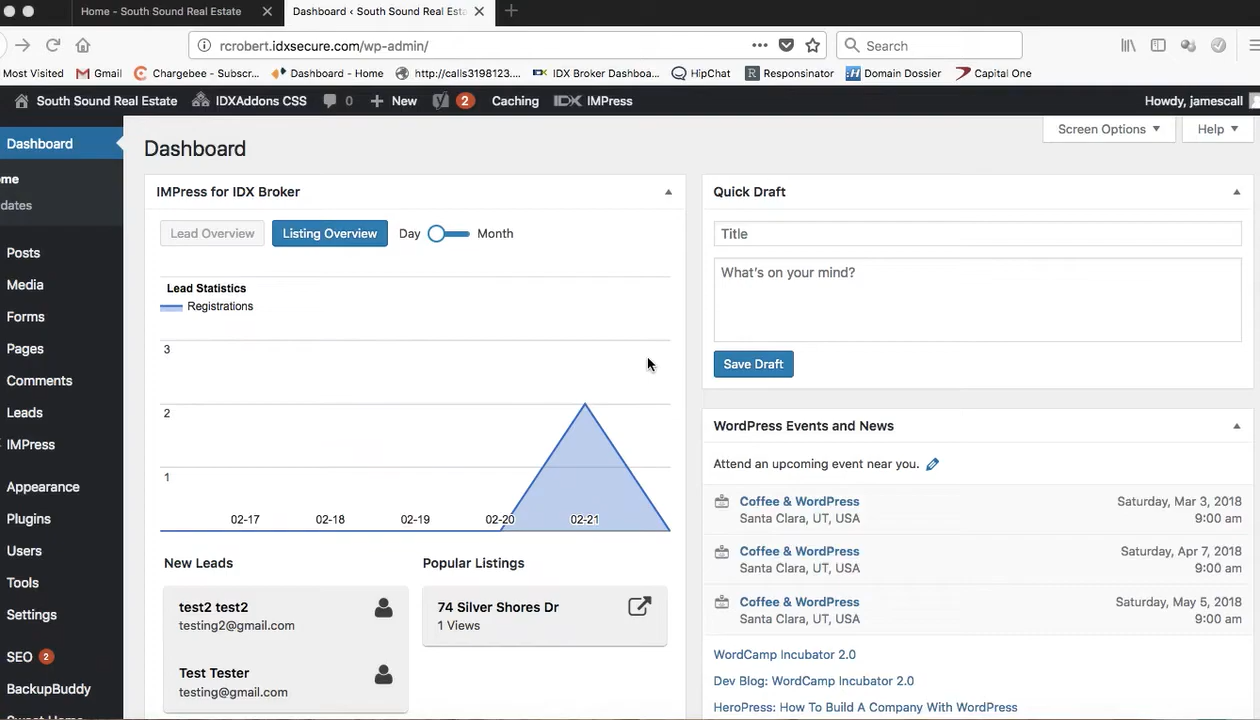 Home - South Sound Real Estate
Dashboard ‹ South Sound Real Esta
rcrobert.idxsecure.com/wp-admin/
Search
Most Visited
Gmail
Chargebee - Subscr...
Dashboard - Home
http://calls3198123....
IDX Broker Dashboa...
HipChat
Responsinator
Domain Dossier
Capital One
South Sound Real Estate
IDXAddons CSS
0
New
2
Caching
IDX IMPress
Howdy, jamescall
Screen Options
Help
Dashboard
ome
dates
Posts
Media
Forms
Pages
Comments
Leads
IMPress
Appearance
Plugins
Users
Tools
Settings
SEO 2
BackupBuddy
Dashboard
IMPress for IDX Broker
Lead Overview
Listing Overview
Day
Month
Lead Statistics
Registrations
3
2
1
02-17
02-18
02-19
02-20
02-21
New Leads
test2 test2
testing2@gmail.com
Test Tester
testing@gmail.com
Popular Listings
74 Silver Shores Dr
1 Views
Quick Draft
Title
What's on your mind?
Save Draft
WordPress Events and News
Attend an upcoming event near you.
Coffee & WordPress
Saturday, Mar 3, 2018
Santa Clara, UT, USA
9:00 am
Coffee & WordPress
Saturday, Apr 7, 2018
Santa Clara, UT, USA
9:00 am
Coffee & WordPress
Saturday, May 5, 2018
Santa Clara, UT, USA
9:00 am
WordCamp Incubator 2.0
Dev Blog: WordCamp Incubator 2.0
HeroPress: How To Build A Company With WordPress